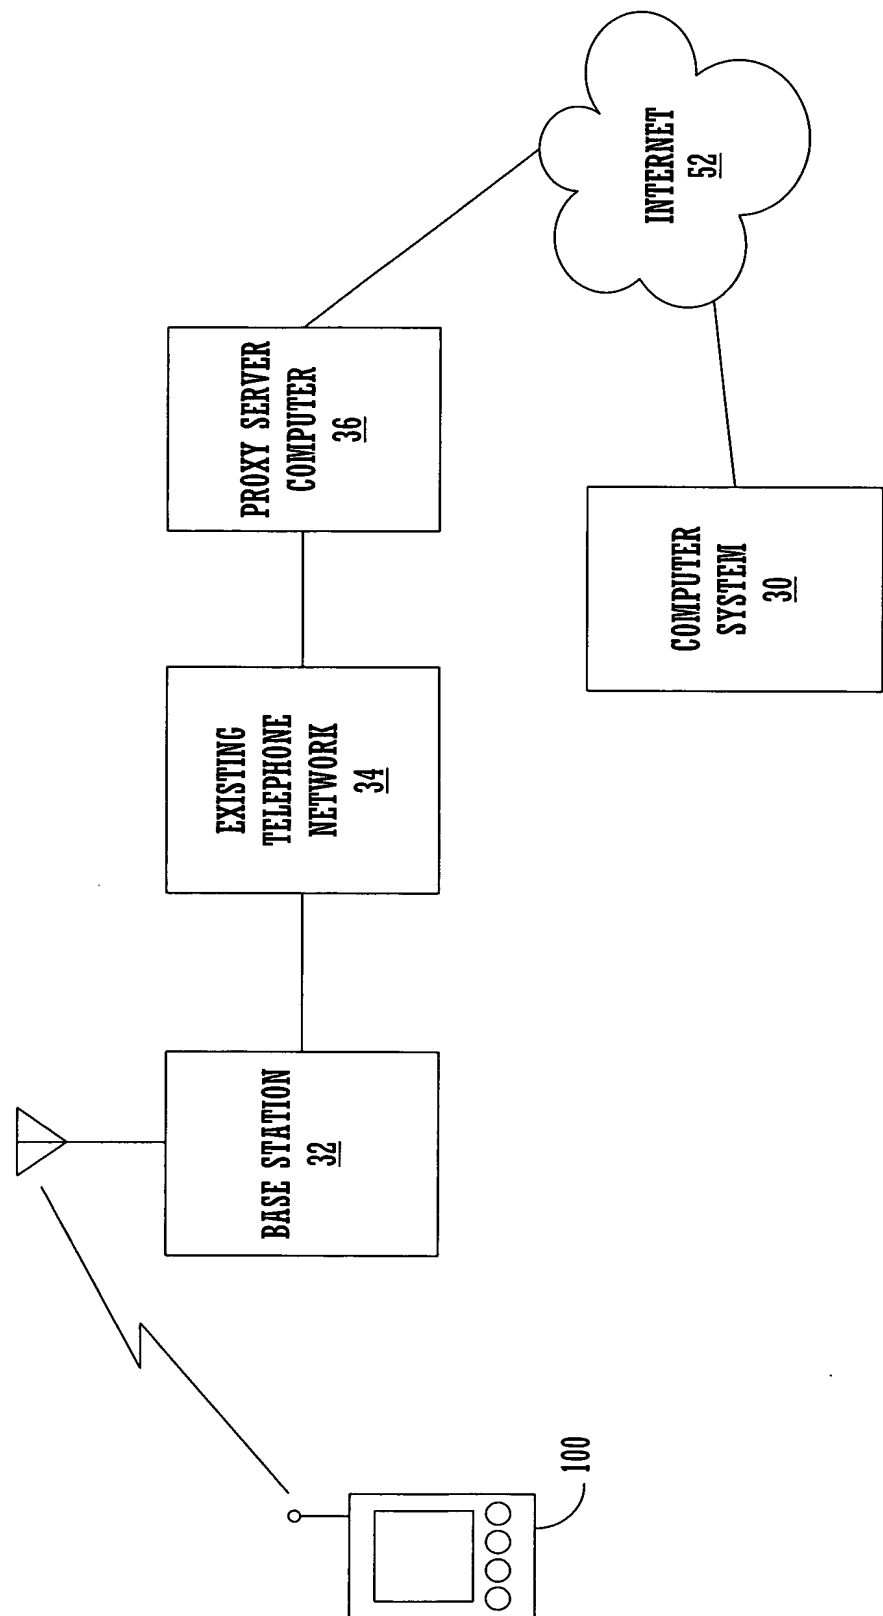 100
BASE STATION
32
EXISTING
TELEPHONE
NETWORK
34
PROXY SERVER
COMPUTER
36
INTERNET
52
COMPUTER
SYSTEM
30